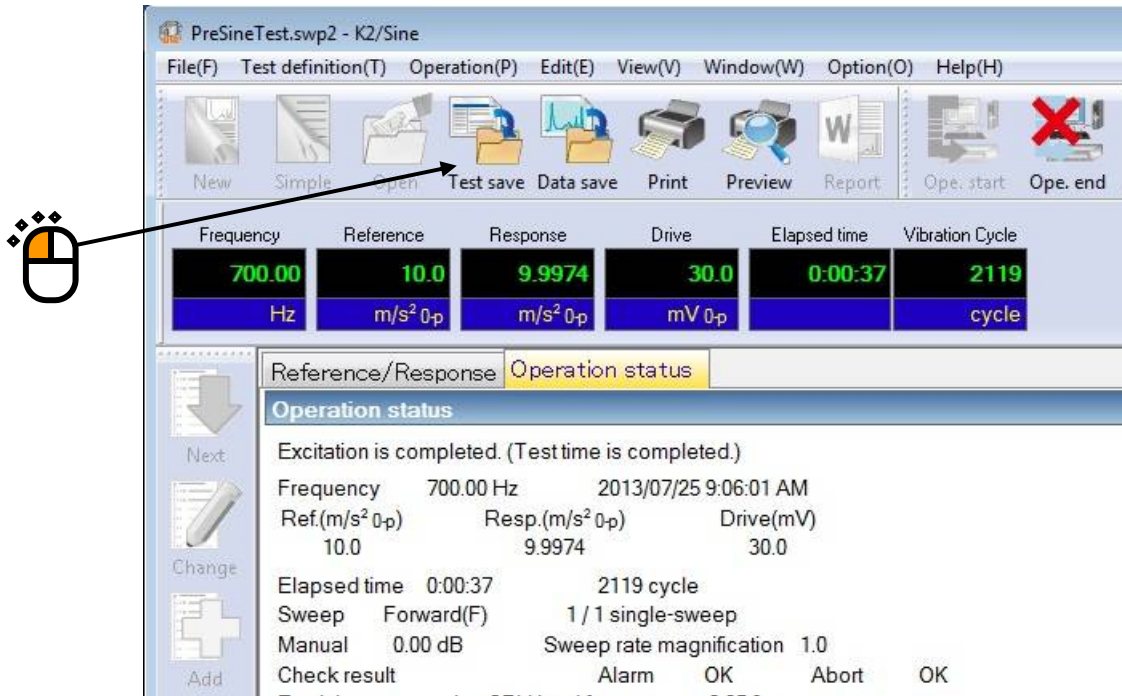 PreSineTest.swp2 - K2/Sine
File(F) Test definition(T) Operation(P) Edit(E) View(V) Window(W) Option(O) Help(H)
New Simple Open Test save Data save Print Preview Report Ope. start Ope. end
Frequency Reference Response Drive Elapsed time Vibration Cycle
700.00 10.0 9.9974 30.0 0:00:37 2119
Hz m/s² 0-p m/s² 0-p mV 0-p cycle
Reference/Response Operation status
Operation status
Next
Excitation is completed. (Test time is completed.)
Frequency 700.00 Hz 2013/07/25 9:06:01 AM
Ref.(m/s² 0-p) Resp.(m/s² 0-p) Drive(mV)
10.0 9.9974 30.0
Change
Elapsed time 0:00:37 2119 cycle
Sweep Forward(F) 1 / 1 single-sweep
Manual 0.00 dB Sweep rate magnification 1.0
Add
Check result Alarm OK Abort OK